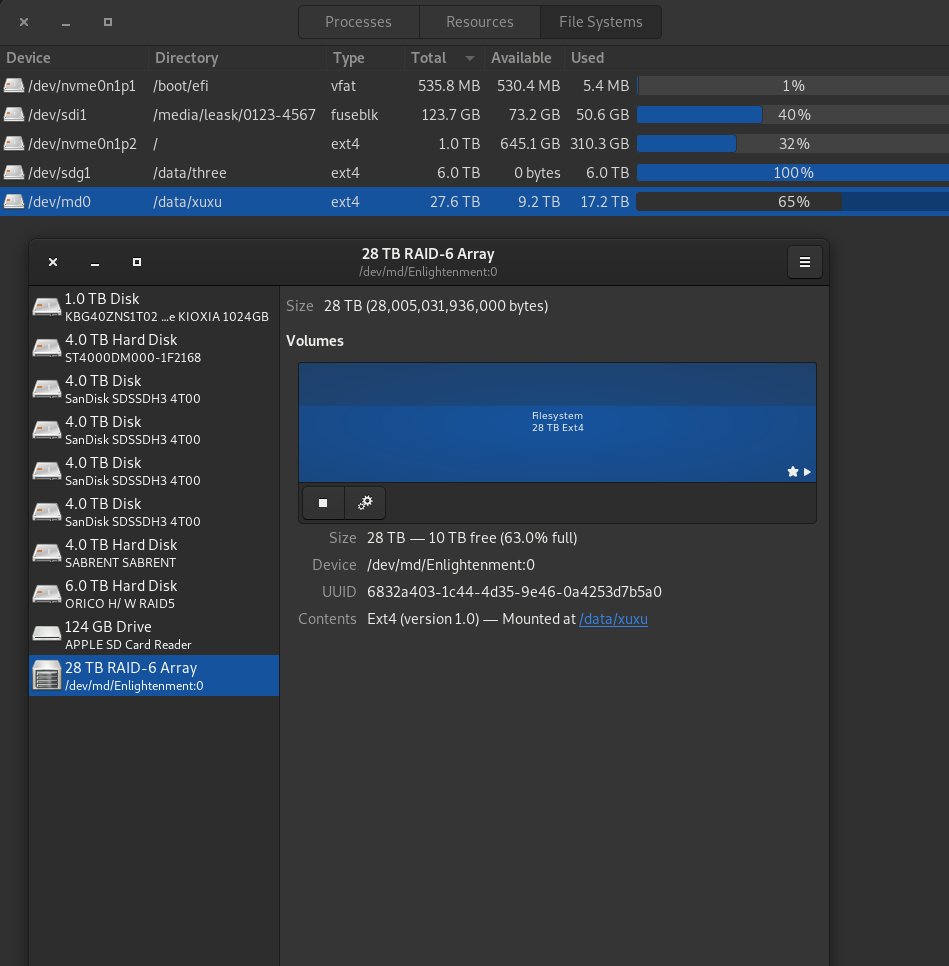 Processes Resources File Systems
Device Directory Type Total Available Used
/dev/nvme0n1p1 /boot/efi vfat 535.8 MB 530.4 MB 5.4 MB 1%
/dev/sdi1 /media/leask/0123-4567 fuseblk 123.7 GB 73.2 GB 50.6 GB 40%
/dev/nvme0n1p2 / ext4 1.0 TB 645.1 GB 310.3 GB 32%
/dev/sdg1 /data/three ext4 6.0 TB 0 bytes 6.0 TB 100%
/dev/md0 /data/xuxu ext4 27.6 TB 9.2 TB 17.2 TB 65%
28 TB RAID-6 Array
/dev/md/Enlightenment:0
1.0 TB Disk
KBG40ZNS1T02 ...e KIOXIA 1024GB
4.0 TB Hard Disk
ST4000DM000-1F2168
4.0 TB Disk
SanDisk SDSSDH3 4T00
4.0 TB Disk
SanDisk SDSSDH3 4T00
4.0 TB Disk
SanDisk SDSSDH3 4T00
4.0 TB Disk
SanDisk SDSSDH3 4T00
4.0 TB Hard Disk
SABRENT SABRENT
6.0 TB Hard Disk
ORICO H/ W RAID5
124 GB Drive
APPLE SD Card Reader
28 TB RAID-6 Array
/dev/md/Enlightenment:0
Size 28 TB (28,005,031,936,000 bytes)
Volumes
Filesystem
28 TB Ext4
Size 28 TB — 10 TB free (63.0% full)
Device /dev/md/Enlightenment:0
UUID 6832a403-1c44-4d35-9e46-0a4253d7b5a0
Contents Ext4 (version 1.0) — Mounted at /data/xuxu